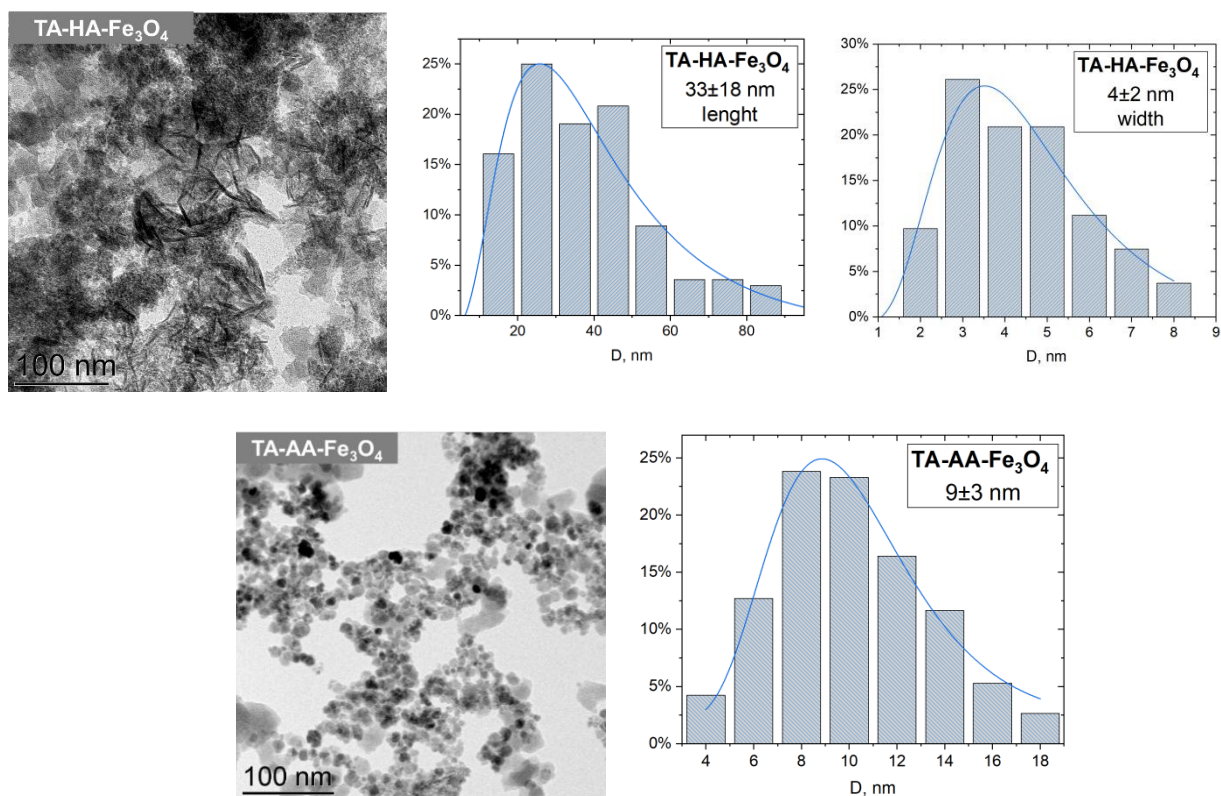 TA-HA-Fe₃O₄
100 nm
25%
20%
15%
10%
5%
0%
TA-HA-Fe₃O₄
33±18 nm
lenght
20 40 60 80
D, nm
30%
25%
20%
15%
10%
5%
0%
TA-HA-Fe₃O₄
4±2 nm
width
1 2 3 4 5 6 7 8 9
D, nm
TA-AA-Fe₃O₄
100 nm
25%
20%
15%
10%
5%
0%
TA-AA-Fe₃O₄
9±3 nm
4 6 8 10 12 14 16 18
D, nm